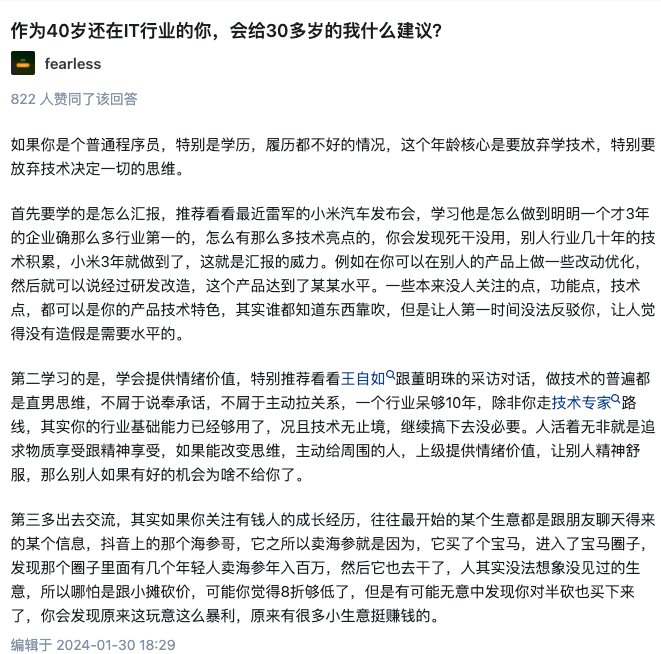 作为40岁还在IT行业的你，会给30多岁的我什么建议？
fearless
822 人赞同了该回答
如果你是个普通程序员，特别是学历，履历都不好的情况，这个年龄核心是要放弃学技术，特别要
放弃技术决定一切的思维。
首先要学的是怎么汇报，推荐看看最近雷军的小米汽车发布会，学习他是怎么做到明明一个才3年
的企业确那么多行业第一的，怎么有那么多技术亮点的，你会发现死干没用，别人行业几十年的技
术积累，小米3年就做到了，这就是汇报的威力。例如在你可以在别人的产品上做一些改动优化，
然后就可以说经过研发改造，这个产品达到了某某水平。一些本来没人关注的点，功能点，技术
点，都可以是你的产品技术特色，其实谁都知道东西靠吹，但是让人第一时间没法反驳你，让人觉
得没有造假是需要水平的。
第二学习的是，学会提供情绪价值，特别推荐看看王自如跟董明珠的采访对话，做技术的普遍都
是直男思维，不屑于说奉承话，不屑于主动拉关系，一个行业呆够10年，除非你走技术专家路
线，其实你的行业基础能力已经够用了，况且技术无止境，继续搞下去没必要。人活着无非就是追
求物质享受跟精神享受，如果能改变思维，主动给周围的人，上级提供情绪价值，让别人精神舒
服，那么别人如果有好的机会为啥不给你了。
第三多出去交流，其实如果你关注有钱人的成长经历，往往最开始的某个生意都是跟朋友聊天得来
的某个信息，抖音上的那个海参哥，它之所以卖海参就是因为，它买了个宝马，进入了宝马圈子，
发现那个圈子里面有几个年轻人卖海参年入百万，然后它也去干了，人其实没法想象没见过的生
意，所以哪怕是跟小摊砍价，可能你觉得8折够低了，但是有可能无意中发现你对半砍也买下来
了，你会发现原来这玩意这么暴利，原来有很多小生意挺赚钱的。
编辑于 2024-01-30 18:29